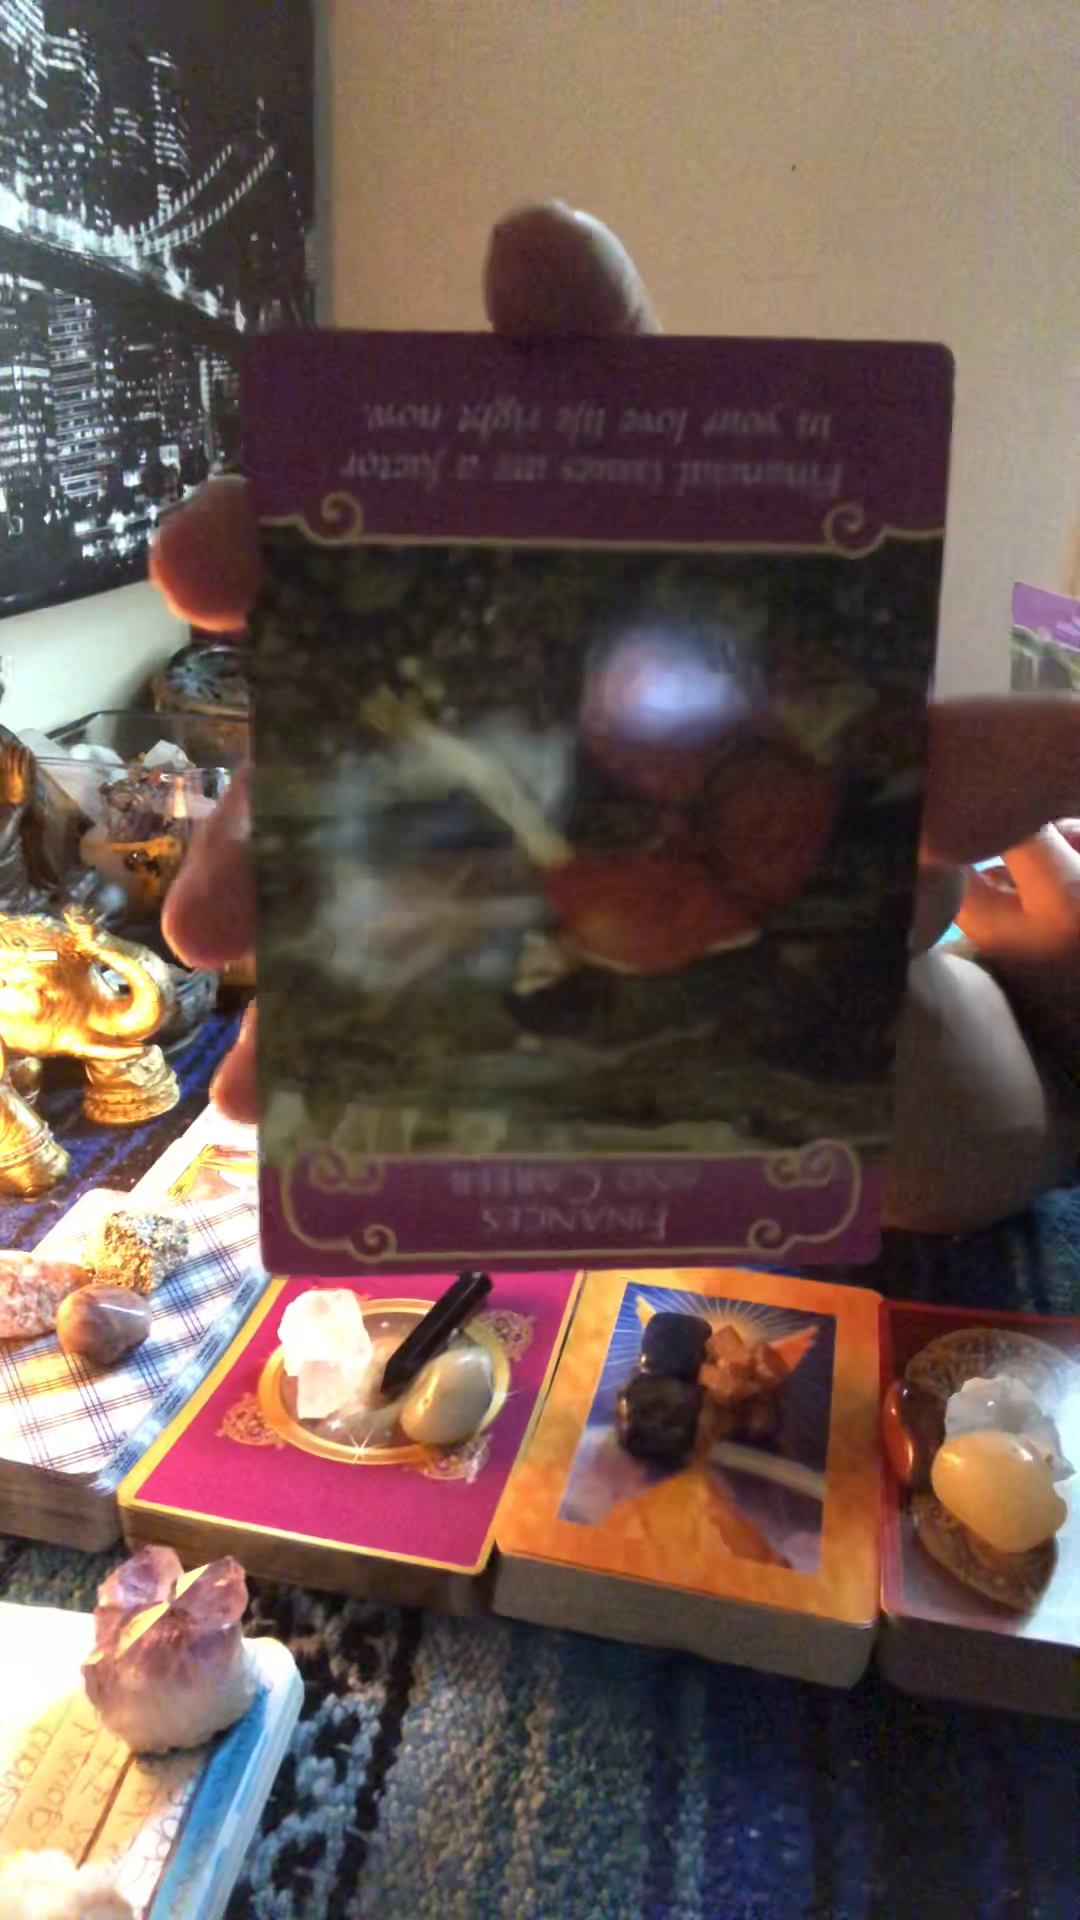 FINANCES
AND CAREER
Financial issues are a factor
in your love life right now.